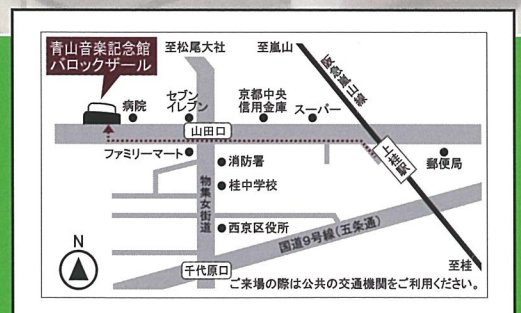 青山音楽記念館
バロックザール
至松尾大社
至嵐山
阪急嵐山線
病院
セブン
イレブン
京都中央
信用金庫
スーパー
山田口
上桂駅
ファミリーマート
消防署
郵便局
桂中学校
物集女街道
西京区役所
国道9号線(五条通)
N
千代原口
至桂
ご来場の際は公共の交通機関をご利用ください。